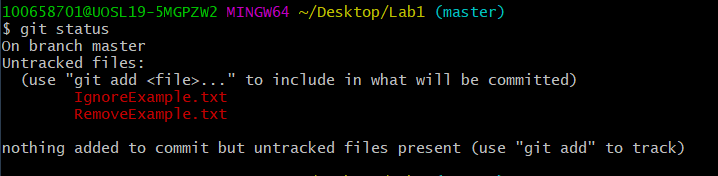 100658701@UOSL19-5MGPZW2 MINGW64 ~/Desktop/Lab1 (master)
$ git status
On branch master
Untracked files:
  (use "git add <file>..." to include in what will be committed)
        IgnoreExample.txt
        RemoveExample.txt

nothing added to commit but untracked files present (use "git add" to track)